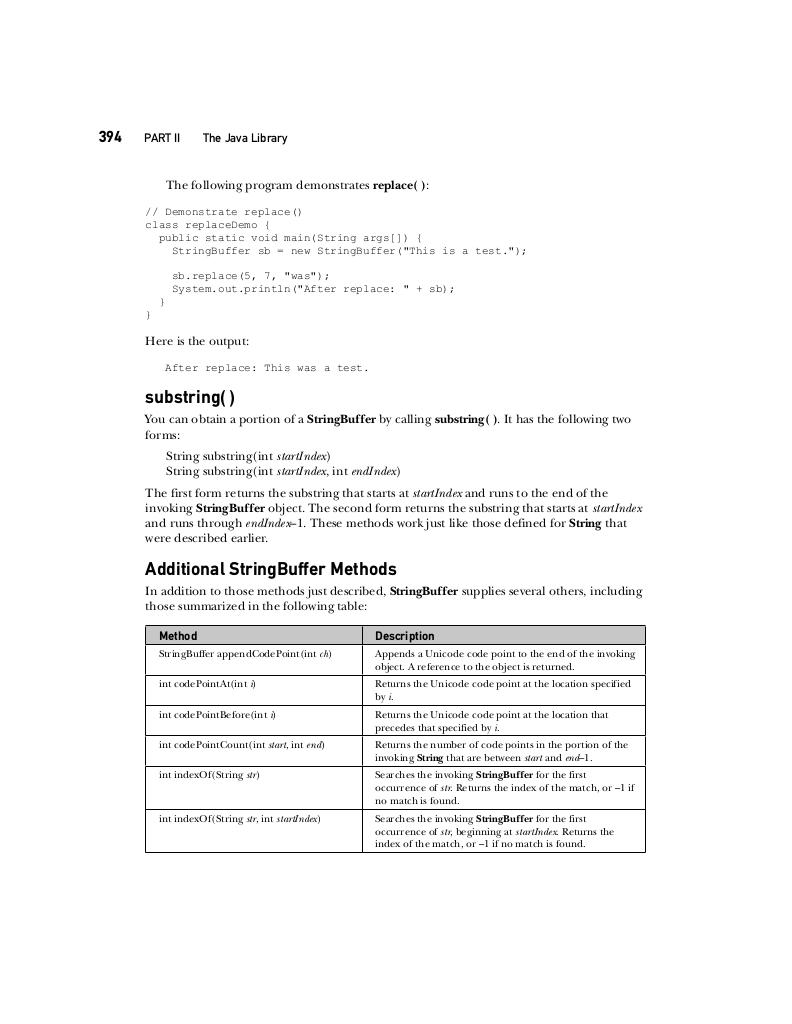 394 PART II The Java Library
The following program demonstrates replace( ):
// Demonstrate replace()
class replaceDemo {
  public static void main(String args[]) {
    StringBuffer sb = new StringBuffer("This is a test.");
    sb.replace(5, 7, "was");
    System.out.println("After replace: " + sb);
  }
}
Here is the output:
After replace: This was a test.
substring( )
You can obtain a portion of a StringBuffer by calling substring( ). It has the following two
forms:
String substring(int startIndex)
String substring(int startIndex, int endIndex)
The first form returns the substring that starts at startIndex and runs to the end of the
invoking StringBuffer object. The second form returns the substring that starts at startIndex
and runs through endIndex–1. These methods work just like those defined for String that
were described earlier.
Additional StringBuffer Methods
In addition to those methods just described, StringBuffer supplies several others, including
those summarized in the following table:
Method Description
StringBuffer appendCodePoint(int ch) Appends a Unicode code point to the end of the invoking
object. A reference to the object is returned.
int codePointAt(int i) Returns the Unicode code point at the location specified
by i.
int codePointBefore(int i) Returns the Unicode code point at the location that
precedes that specified by i.
int codePointCount(int start, int end) Returns the number of code points in the portion of the
invoking String that are between start and end–1.
int indexOf(String str) Searches the invoking StringBuffer for the first
occurrence of str. Returns the index of the match, or –1 if
no match is found.
int indexOf(String str, int startIndex) Searches the invoking StringBuffer for the first
occurrence of str, beginning at startIndex. Returns the
index of the match, or –1 if no match is found.